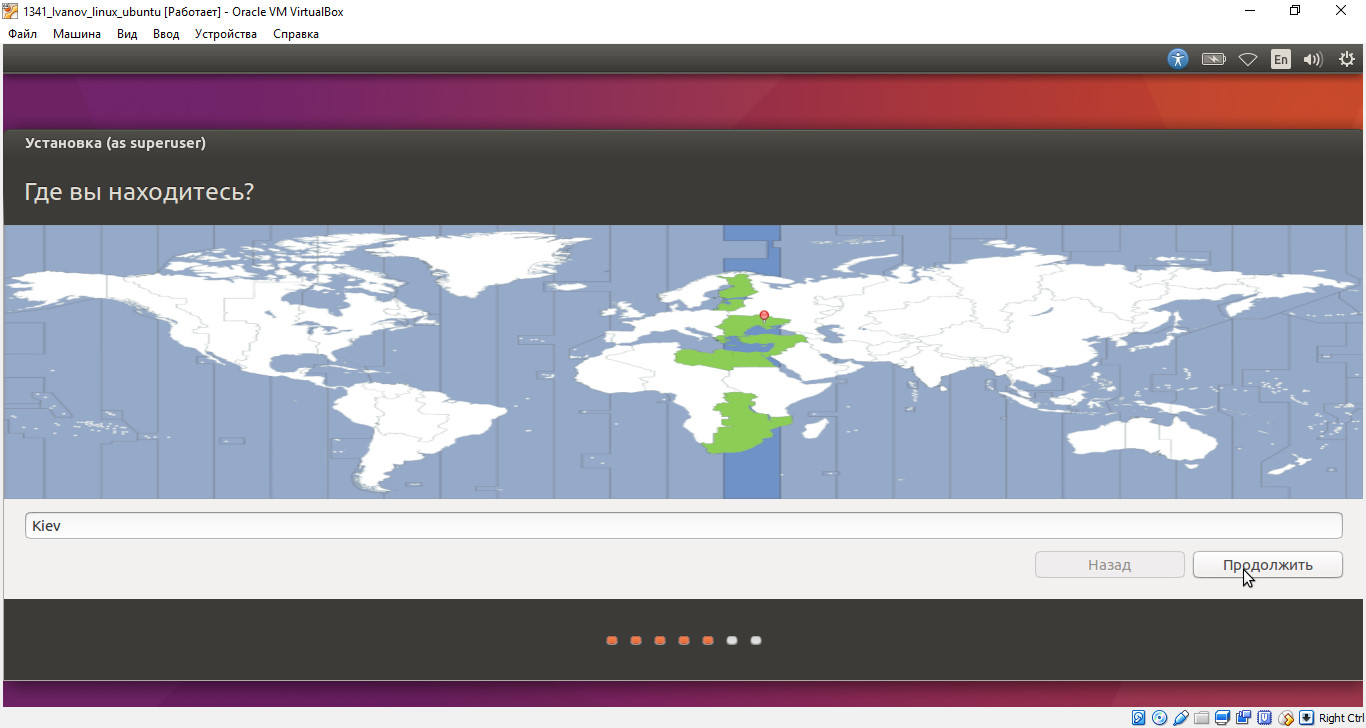 1341_Ivanov_linux_ubuntu [Работает] - Oracle VM VirtualBox
Файл Машина Вид Ввод Устройства Справка
En
Установка (as superuser)
Где вы находитесь?
Kiev
Назад Продолжить
Right Ctrl